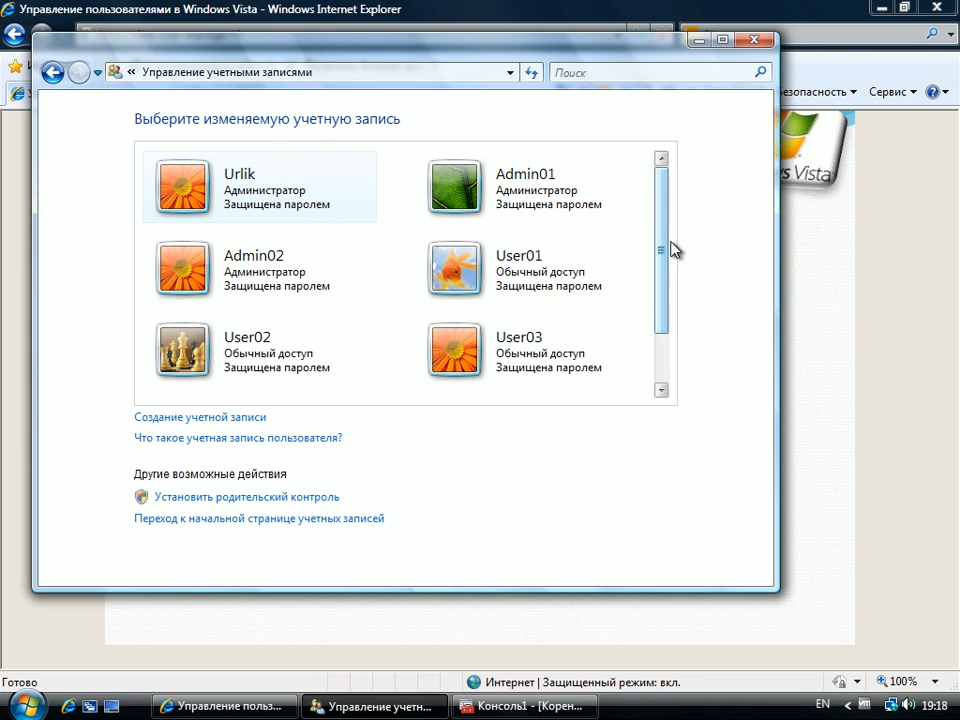 Управление пользователями в Windows Vista - Windows Internet Explorer
« Управление учетными записями
Поиск
Безопасность
Сервис
s Vista
Выберите изменяемую учетную запись
Urlik
Администратор
Защищена паролем
Admin01
Администратор
Защищена паролем
Admin02
Администратор
Защищена паролем
User01
Обычный доступ
Защищена паролем
User02
Обычный доступ
Защищена паролем
User03
Обычный доступ
Защищена паролем
Создание учетной записи
Что такое учетная запись пользователя?
Другие возможные действия
Установить родительский контроль
Переход к начальной странице учетных записей
Готово
Интернет | Защищенный режим: вкл.
100%
Управление польз...
Управление учетн...
Консоль1 - [Корен...
EN
19:18